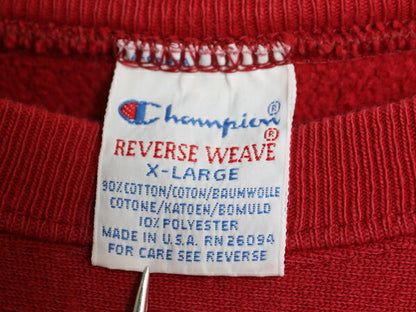 Champion®
REVERSE WEAVE®
X-LARGE
90% COTTON/COTON/BAUMWOLLE
COTONE/KATOEN/BOMULD
10% POLYESTER
MADE IN U.S.A. RN 26094
FOR CARE SEE REVERSE